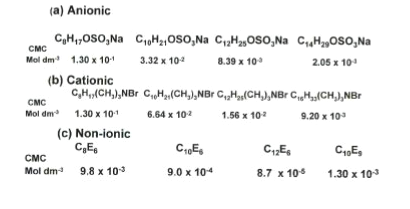 (a) Anionic
C₈H₁₇OSO₃Na C₁₀H₂₁OSO₃Na C₁₂H₂₅OSO₃Na C₁₄H₂₉OSO₃Na
CMC
Mol dm⁻³ 1.30 x 10⁻¹ 3.32 x 10⁻² 8.39 x 10⁻³ 2.05 x 10⁻³
(b) Cationic
C₈H₁₇(CH₃)₃NBr C₁₀H₂₁(CH₃)₃NBr C₁₂H₂₅(CH₃)₃NBr C₁₆H₃₃(CH₃)₃NBr
CMC
Mol dm⁻³ 1.30 x 10⁻¹ 6.64 x 10⁻² 1.56 x 10⁻² 9.20 x 10⁻³
(c) Non-ionic
C₈E₆ C₁₀E₆ C₁₂E₆ C₁₀E₉
CMC
Mol dm⁻³ 9.8 x 10⁻³ 9.0 x 10⁻⁴ 8.7 x 10⁻⁵ 1.30 x 10⁻³